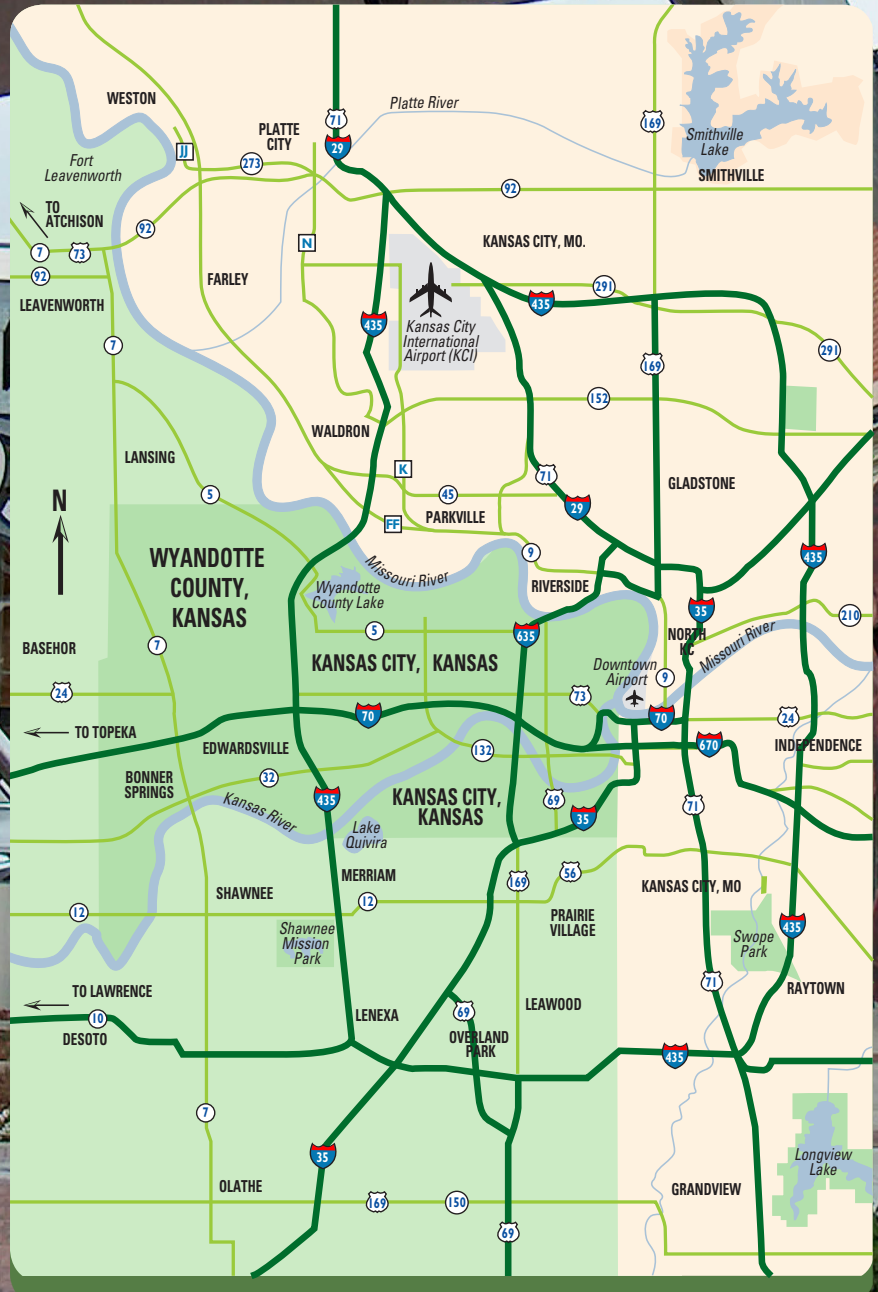 WESTON
71
Platte River
169
PLATTE
CITY
29
Smithville
Lake
JJ
273
Fort
Leavenworth
SMITHVILLE
92
TO
ATCHISON
92
N
KANSAS CITY, MO.
7
73
92
FARLEY
291
435
LEAVENWORTH
435
Kansas City
International
Airport (KCI)
7
291
169
152
WALDRON
LANSING
K
71
GLADSTONE
5
45
29
N
PARKVILLE
FF
9
435
WYANDOTTE
COUNTY,
KANSAS
Missouri River
RIVERSIDE
Wyandotte
County Lake
35
210
5
635
NORTH
KC
Missouri River
7
BASEHOR
KANSAS CITY, KANSAS
Downtown
Airport
9
24
73
70
70
24
TO TOPEKA
EDWARDSVILLE
132
670
INDEPENDENCE
BONNER
SPRINGS
32
435
KANSAS CITY,
KANSAS
69
71
Kansas River
35
Lake
Quivira
MERRIAM
169
56
SHAWNEE
KANSAS CITY, MO
12
12
PRAIRIE
VILLAGE
435
Shawnee
Mission
Park
Swope
Park
71
TO LAWRENCE
RAYTOWN
10
LENEXA
69
LEAWOOD
DESOTO
OVERLAND
PARK
435
7
35
Longview
Lake
OLATHE
GRANDVIEW
169
150
69